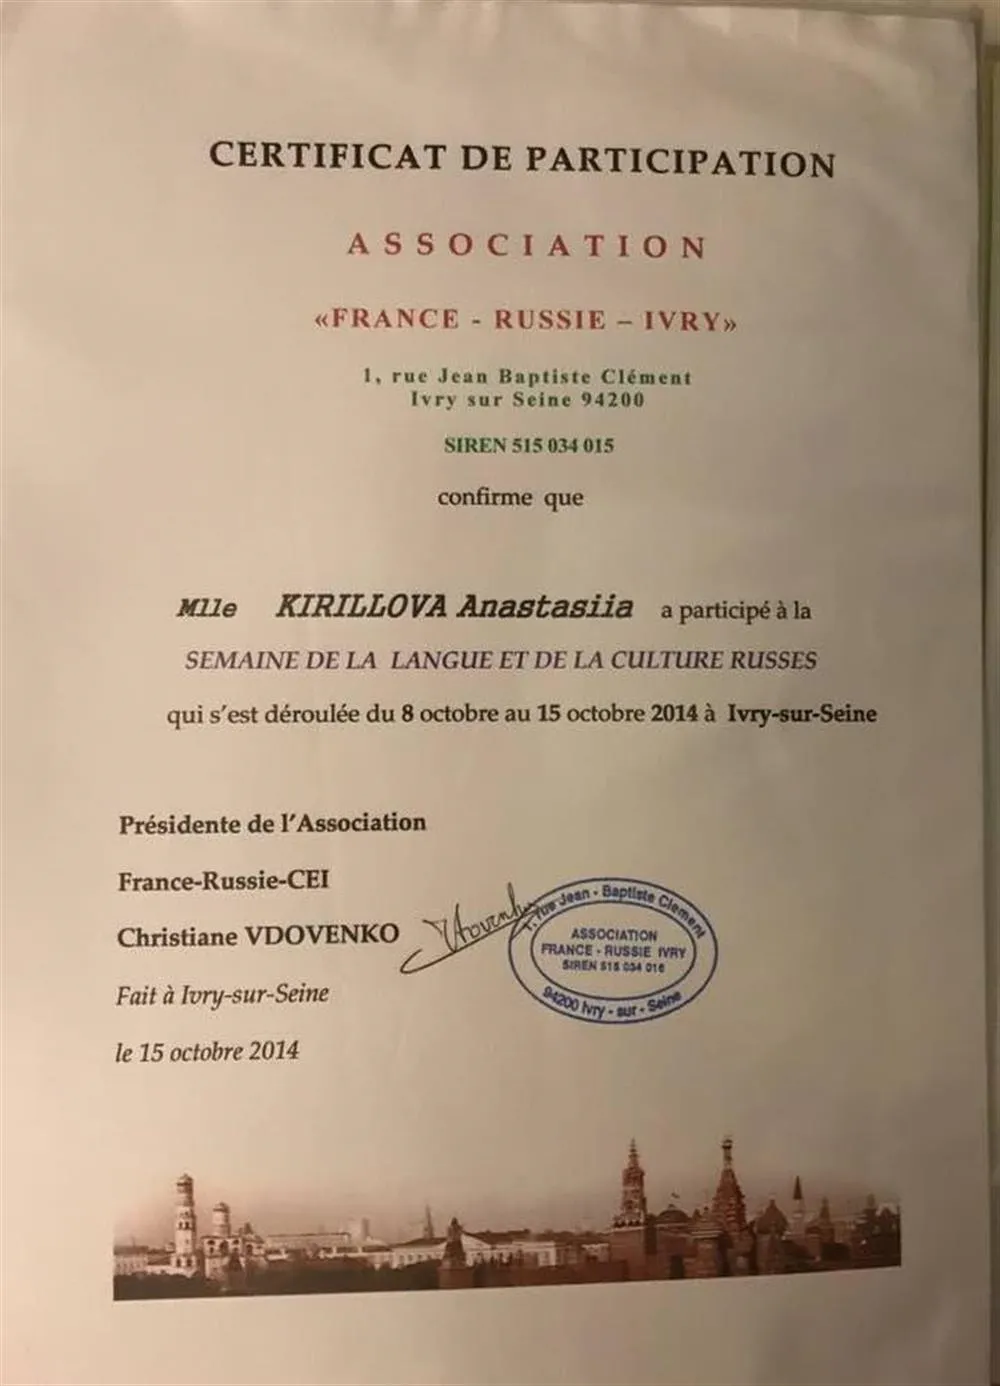 CERTIFICAT DE PARTICIPATION
ASSOCIATION
«FRANCE - RUSSIE – IVRY»
1, rue Jean Baptiste Clément
Ivry sur Seine 94200
SIREN 515 034 015
confirme que
Mlle KIRILLOVA Anastasiia a participé à la
SEMAINE DE LA LANGUE ET DE LA CULTURE RUSSES
qui s'est déroulée du 8 octobre au 15 octobre 2014 à Ivry-sur-Seine
Présidente de l'Association
France-Russie-CEI
Christiane VDOVENKO
Fait à Ivry-sur-Seine
le 15 octobre 2014
1, rue Jean - Baptiste Clement
ASSOCIATION
FRANCE - RUSSIE IVRY
SIREN 515 034 015
94200 Ivry - sur - Seine